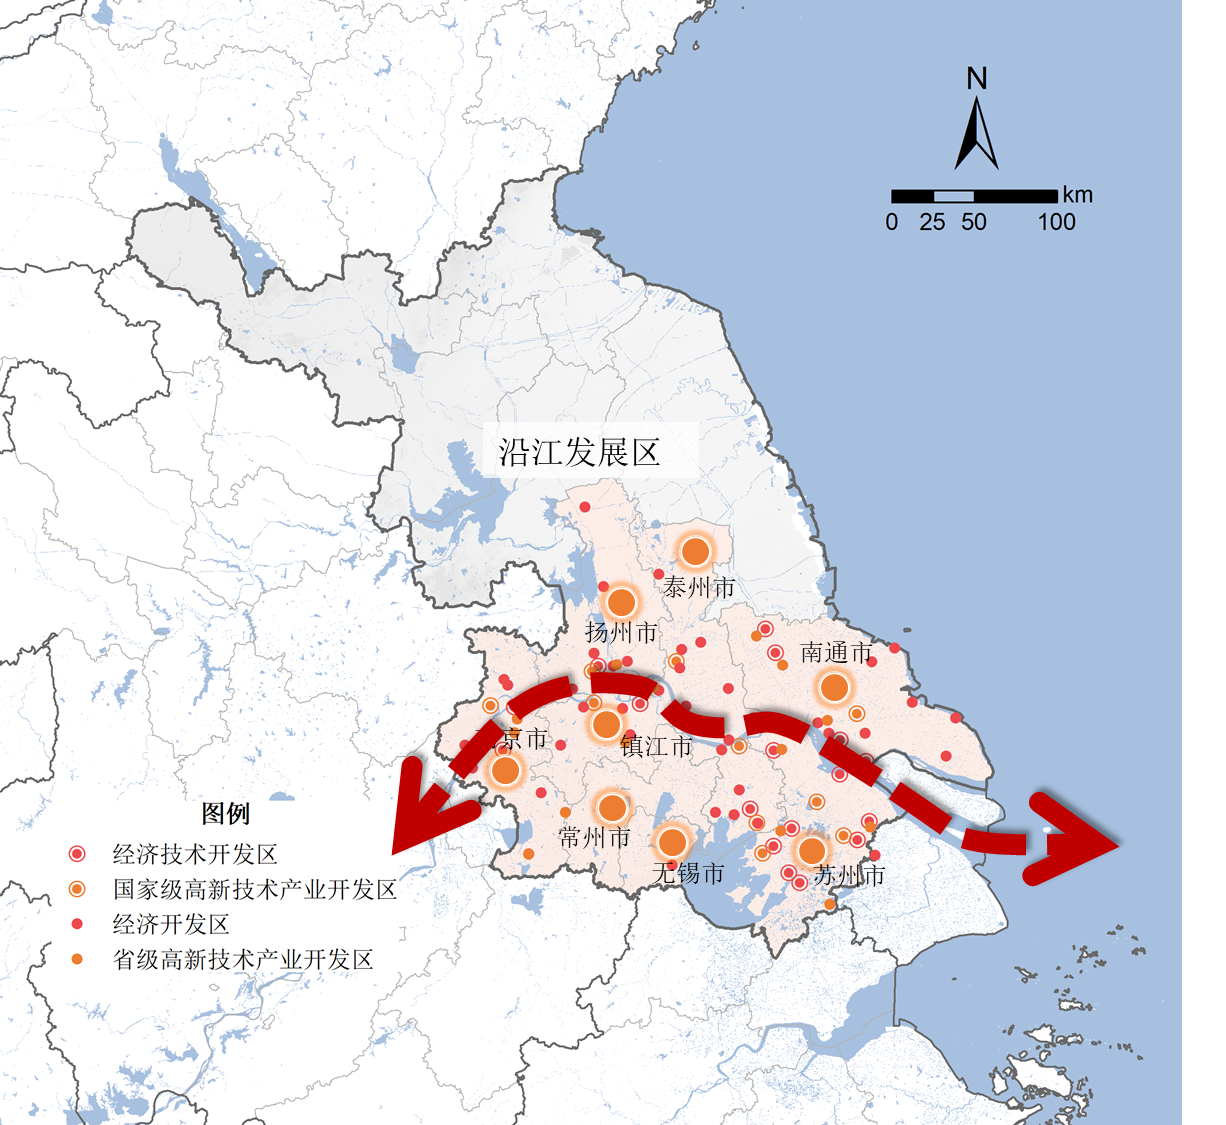 N
km
0 25 50 100
沿江发展区
泰州市
扬州市
南通市
京市
镇江市
常州市
无锡市
苏州市
图例
经济技术开发区
国家级高新技术产业开发区
经济开发区
省级高新技术产业开发区